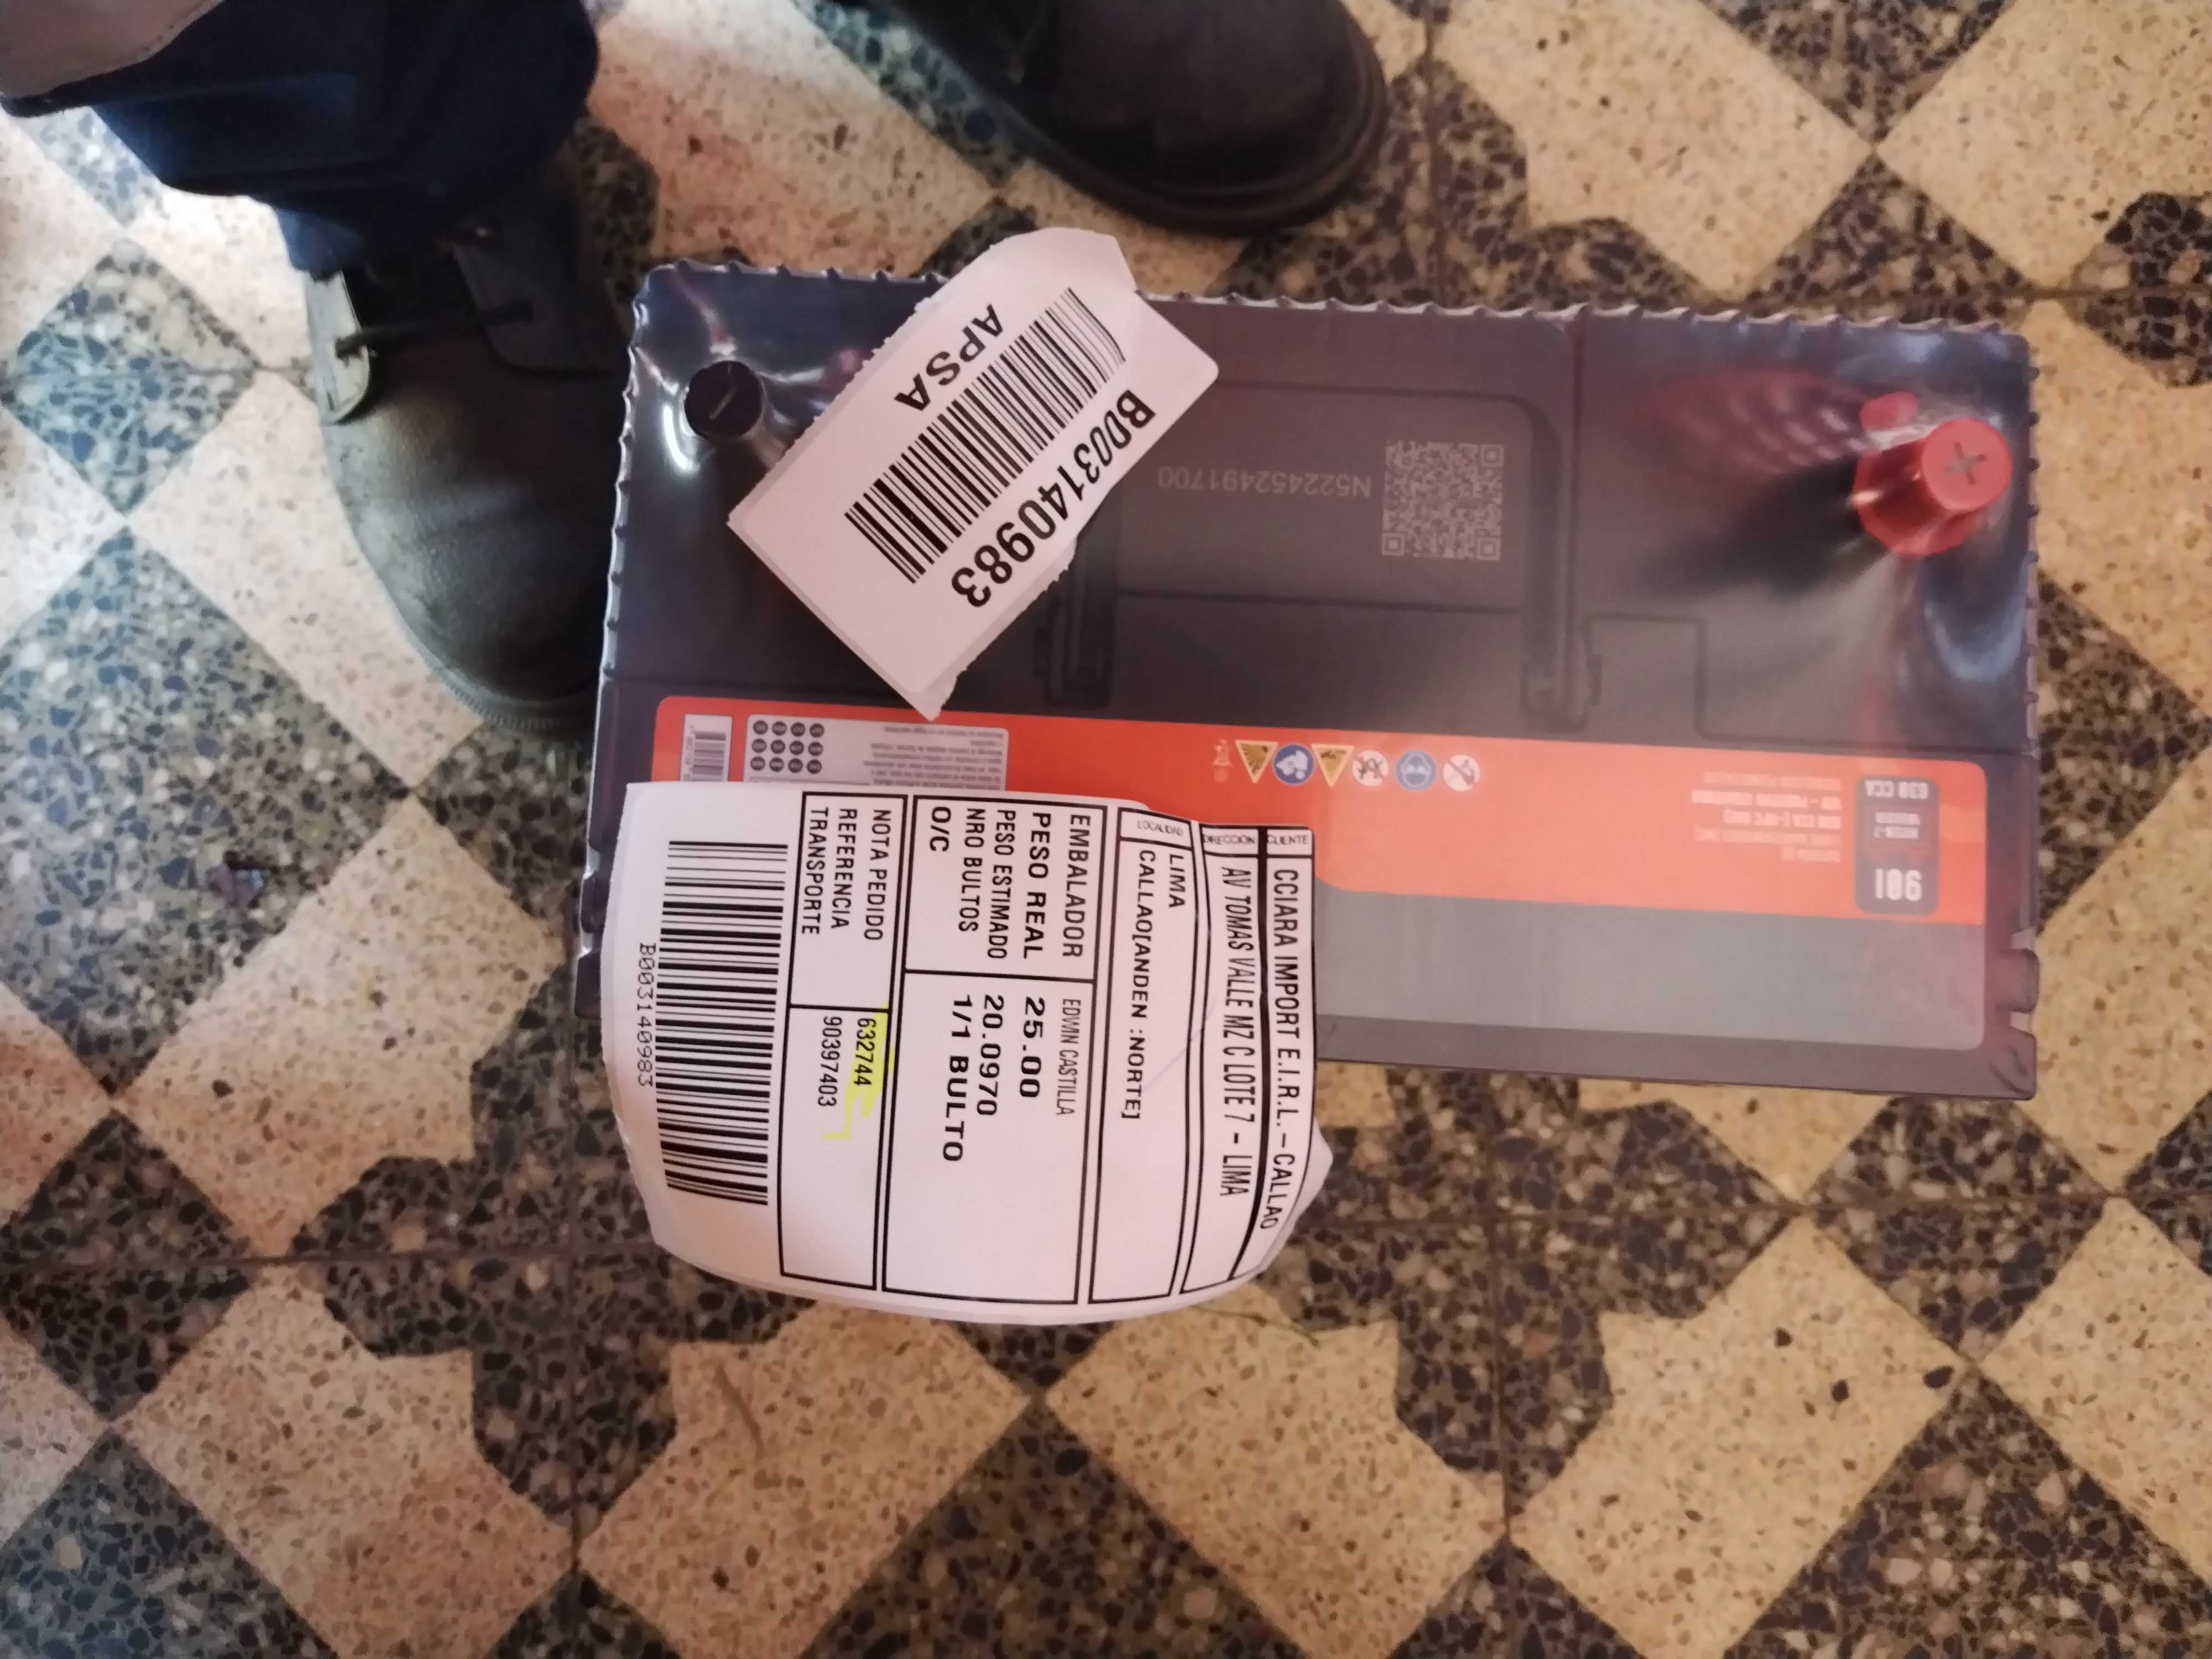 APSA
B003140983
N522452491700
CLIENTE CCIARA IMPORT E.I.R.L. - CALLAO
DIRECCIÓN AV TOMAS VALLE MZ C LOTE 7 - LIMA
LOCALIDAD LIMA
CALLAO[ANDEN :NORTE]
EMBALADOR EDWIN CASTILLA
PESO REAL 25.00
PESO ESTIMADO 20.0970
NRO BULTOS 1/1 BULTO
O/C
NOTA PEDIDO
REFERENCIA 632744
TRANSPORTE 90397403
B003140983
901
630 CCA